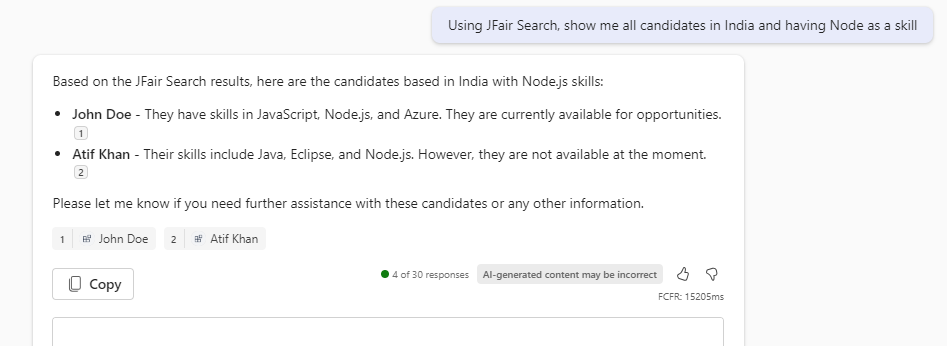 Using JFair Search, show me all candidates in India and having Node as a skill
Based on the JFair Search results, here are the candidates based in India with Node.js skills:
• John Doe - They have skills in JavaScript, Node.js, and Azure. They are currently available for opportunities.
1
• Atif Khan - Their skills include Java, Eclipse, and Node.js. However, they are not available at the moment.
2
Please let me know if you need further assistance with these candidates or any other information.
1 John Doe 2 Atif Khan
4 of 30 responses AI-generated content may be incorrect
Copy
FCFR: 15205ms